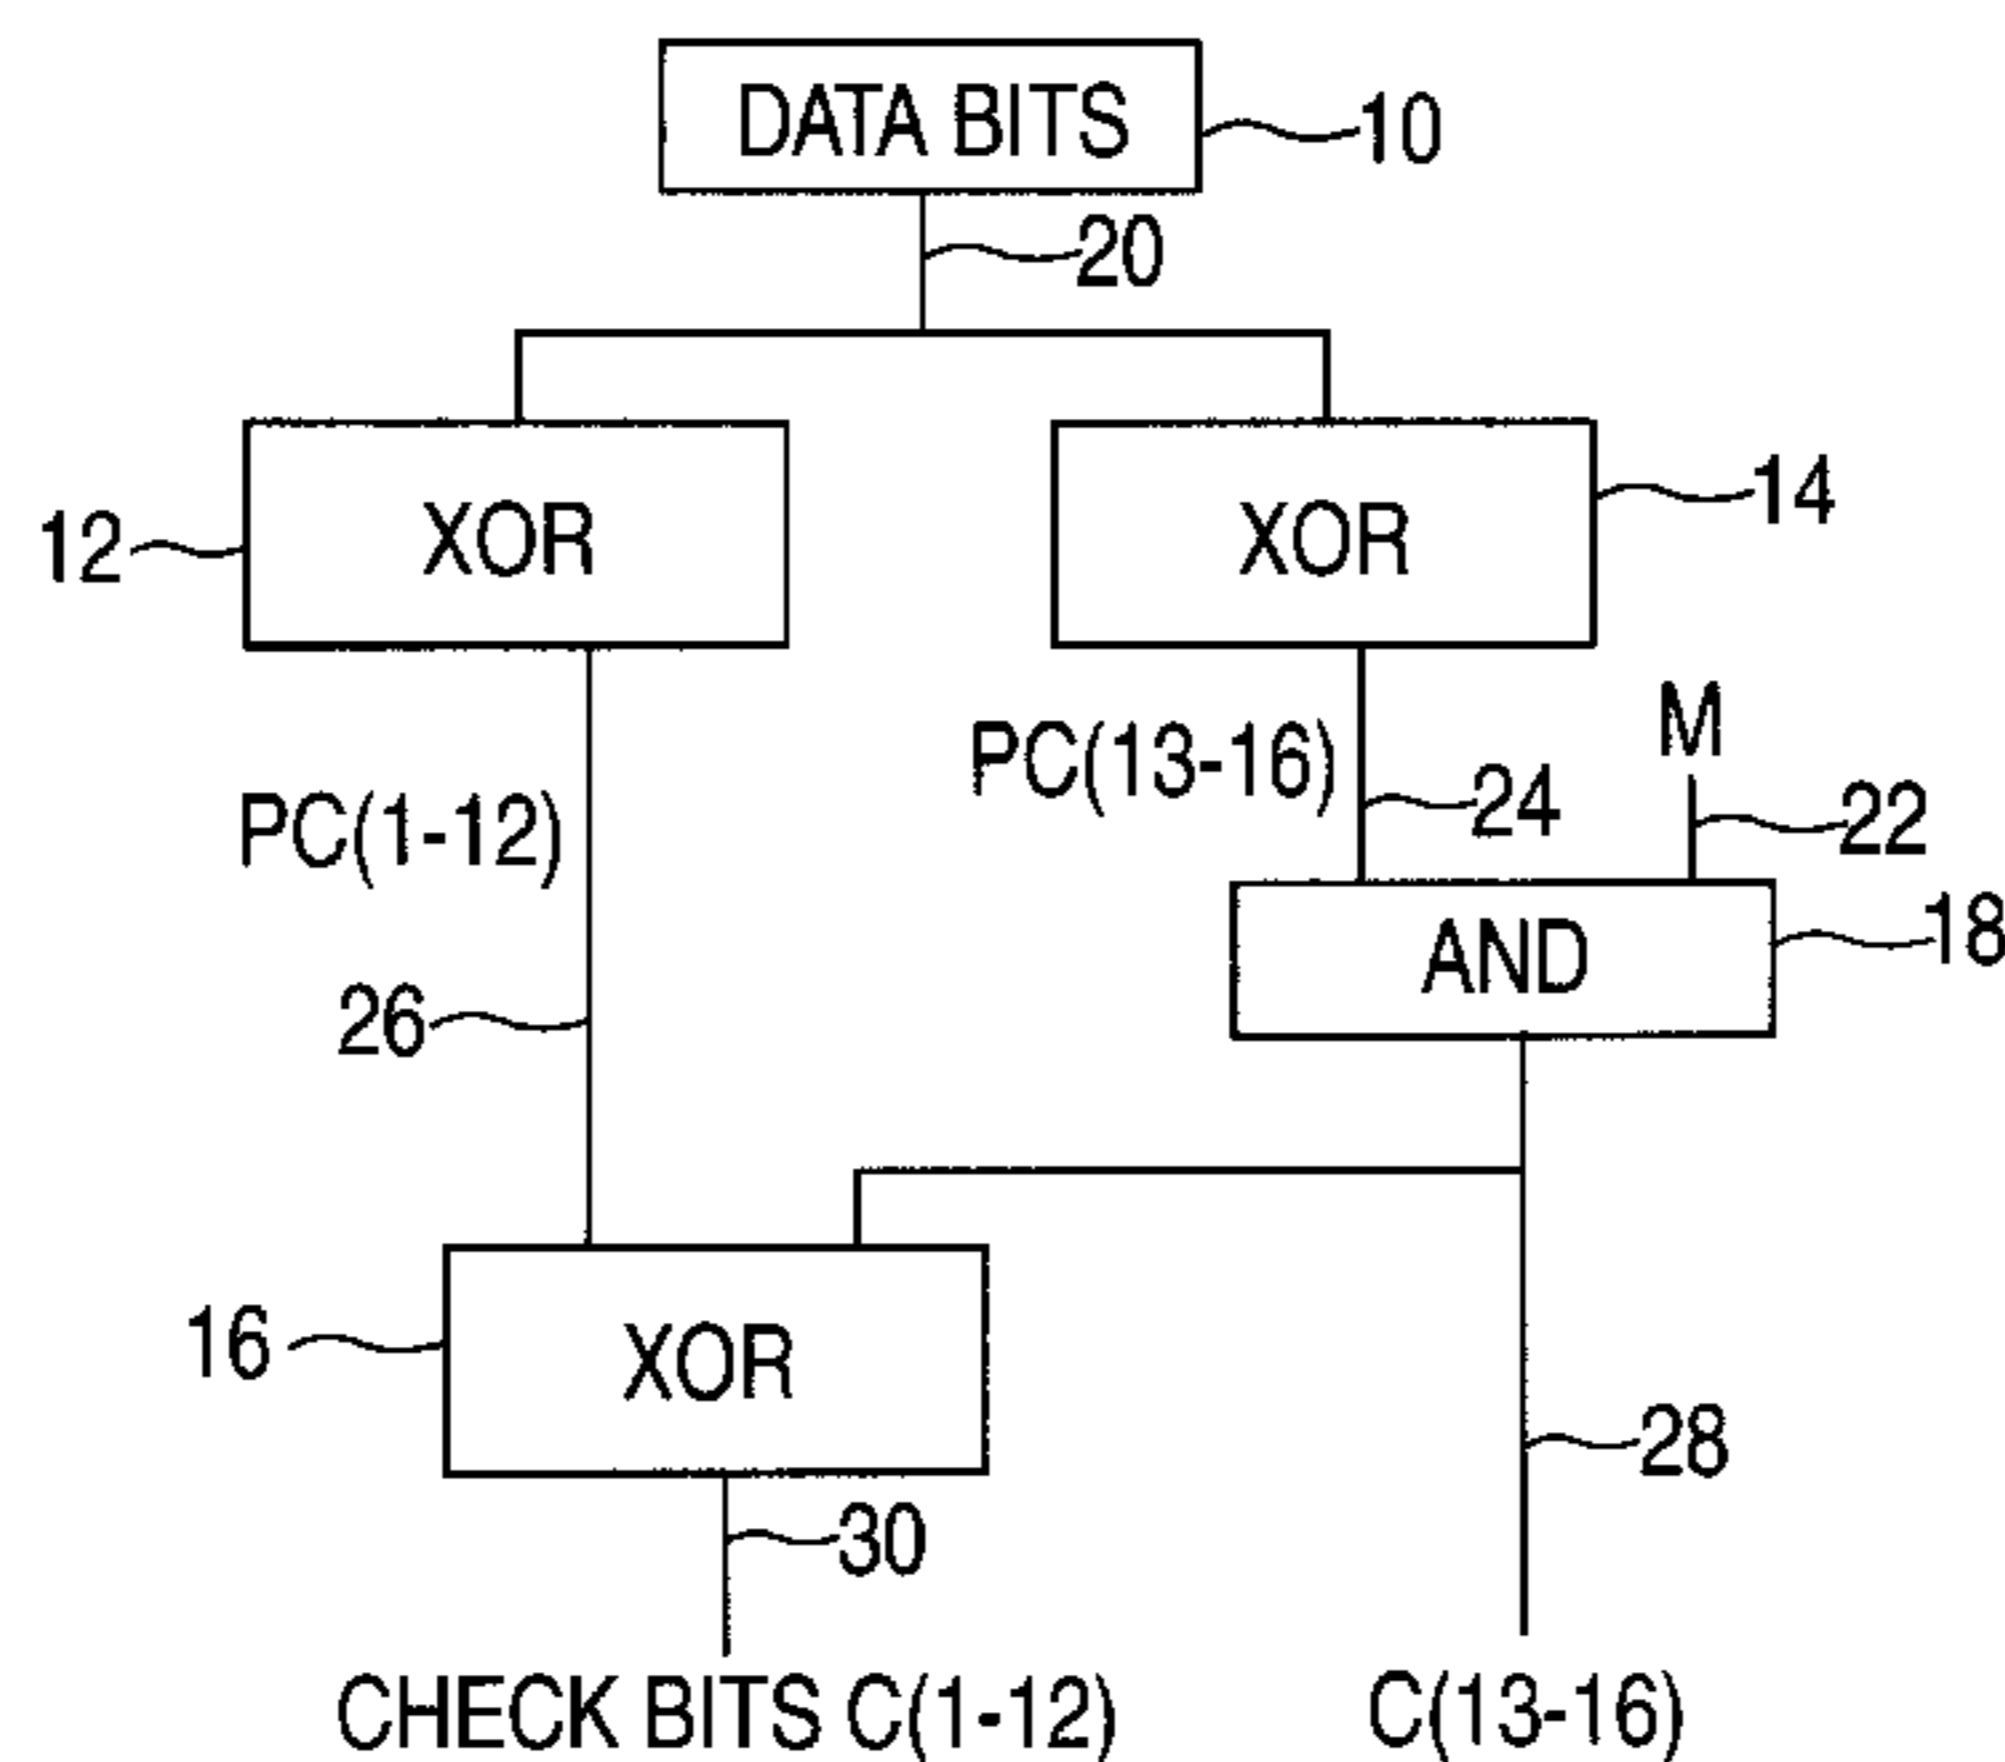 DATA BITS
10
20
12
XOR
XOR
14
PC(1-12)
PC(13-16)
24
M
22
AND
18
26
16
XOR
28
30
CHECK BITS C(1-12)
C(13-16)